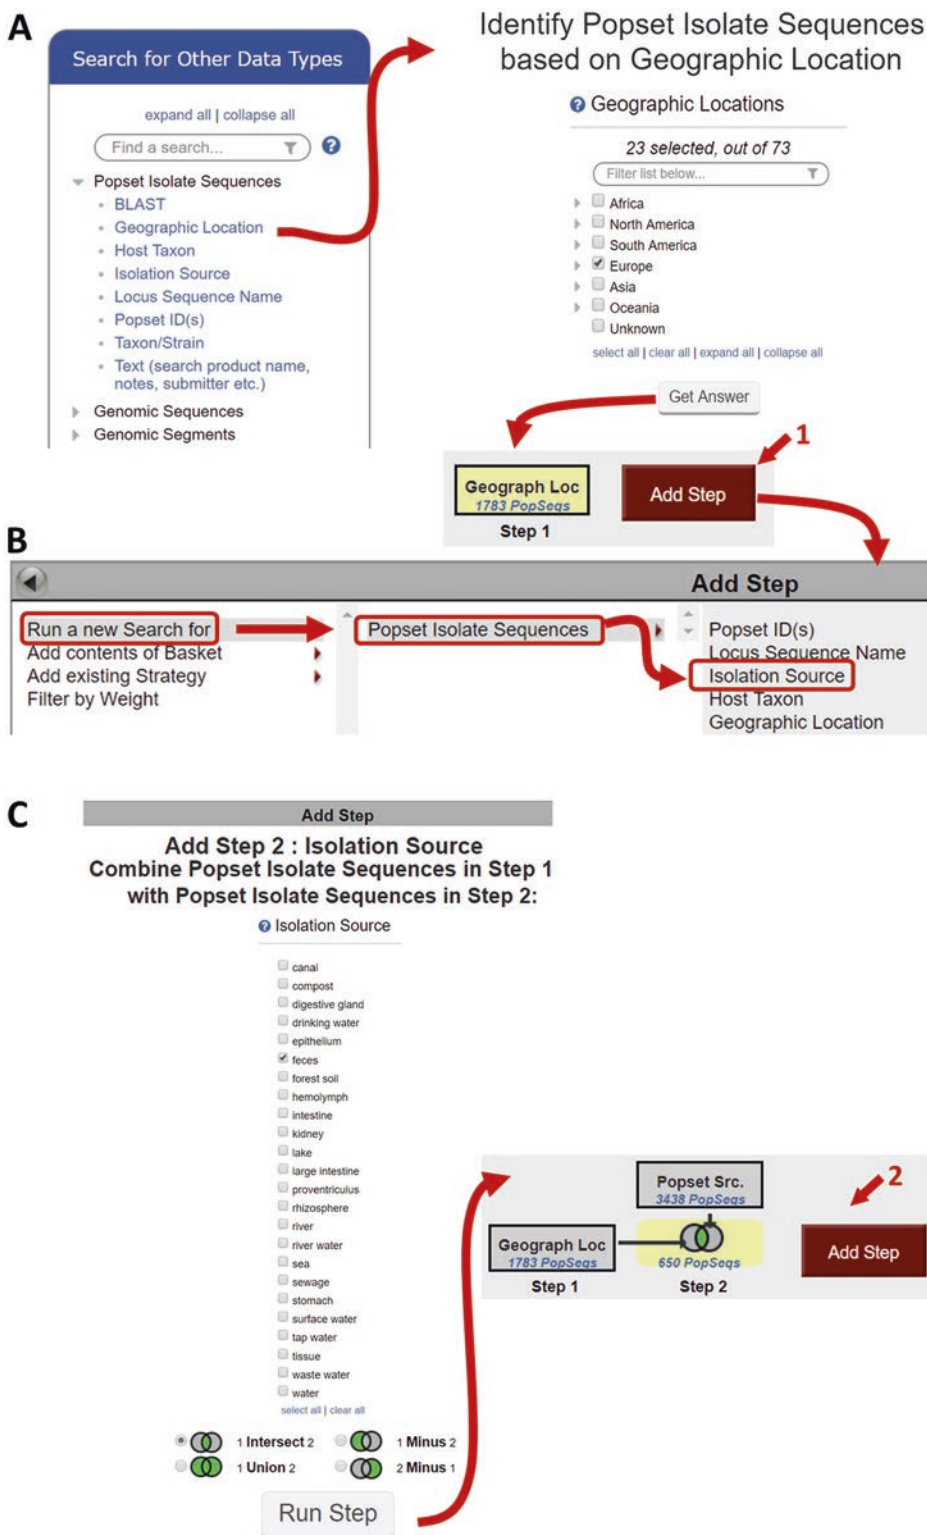 A
Search for Other Data Types
expand all | collapse all
Find a search...
?
Popset Isolate Sequences
BLAST
Geographic Location
Host Taxon
Isolation Source
Locus Sequence Name
Popset ID(s)
Taxon/Strain
Text (search product name,
notes, submitter etc.)
Genomic Sequences
Genomic Segments
Identify Popset Isolate Sequences
based on Geographic Location
? Geographic Locations
23 selected, out of 73
Filter list below...
Africa
North America
South America
Europe
Asia
Oceania
Unknown
select all | clear all | expand all | collapse all
Get Answer
1
Geograph Loc
1783 PopSeqs
Step 1
Add Step
B
Add Step
Run a new Search for
Add contents of Basket
Add existing Strategy
Filter by Weight
Popset Isolate Sequences
Popset ID(s)
Locus Sequence Name
Isolation Source
Host Taxon
Geographic Location
C
Add Step
Add Step 2 : Isolation Source
Combine Popset Isolate Sequences in Step 1
with Popset Isolate Sequences in Step 2:
? Isolation Source
canal
compost
digestive gland
drinking water
epithelium
feces
forest soil
hemolymph
intestine
kidney
lake
large intestine
proventriculus
rhizosphere
river
river water
sea
sewage
stomach
surface water
tap water
tissue
waste water
water
select all | clear all
1 Intersect 2
1 Minus 2
1 Union 2
2 Minus 1
Run Step
Popset Src.
3438 PopSeqs
2
Geograph Loc
1783 PopSeqs
Step 1
650 PopSeqs
Step 2
Add Step